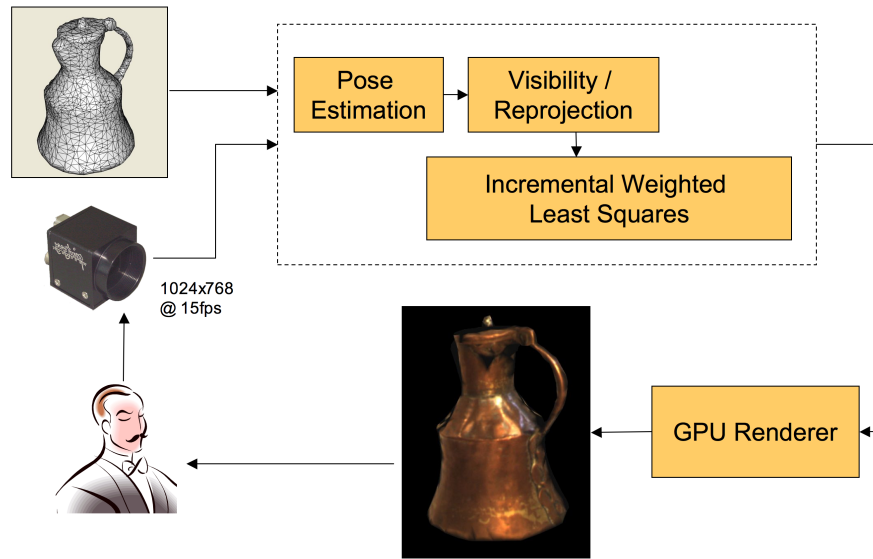 Pose
Estimation
Visibility /
Reprojection
Incremental Weighted
Least Squares
1024x768
@ 15fps
GPU Renderer